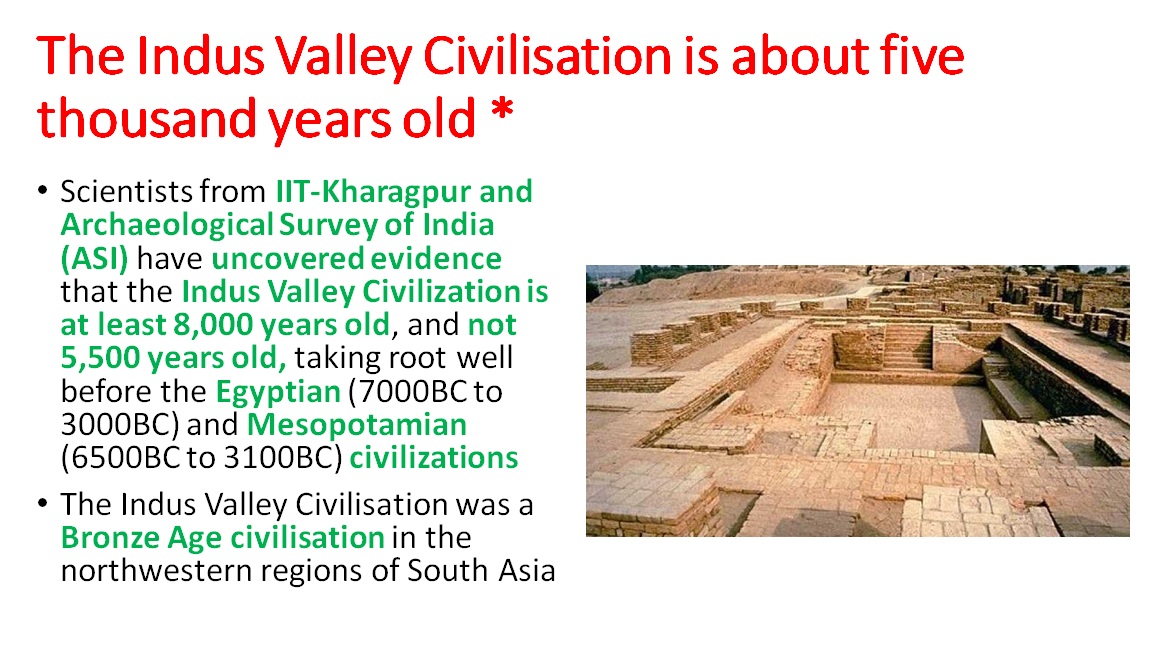 The Indus Valley Civilisation is about five
thousand years old *
• Scientists from IIT-Kharagpur and
Archaeological Survey of India
(ASI) have uncovered evidence
that the Indus Valley Civilization is
at least 8,000 years old, and not
5,500 years old, taking root well
before the Egyptian (7000BC to
3000BC) and Mesopotamian
(6500BC to 3100BC) civilizations
• The Indus Valley Civilisation was a
Bronze Age civilisation in the
northwestern regions of South Asia